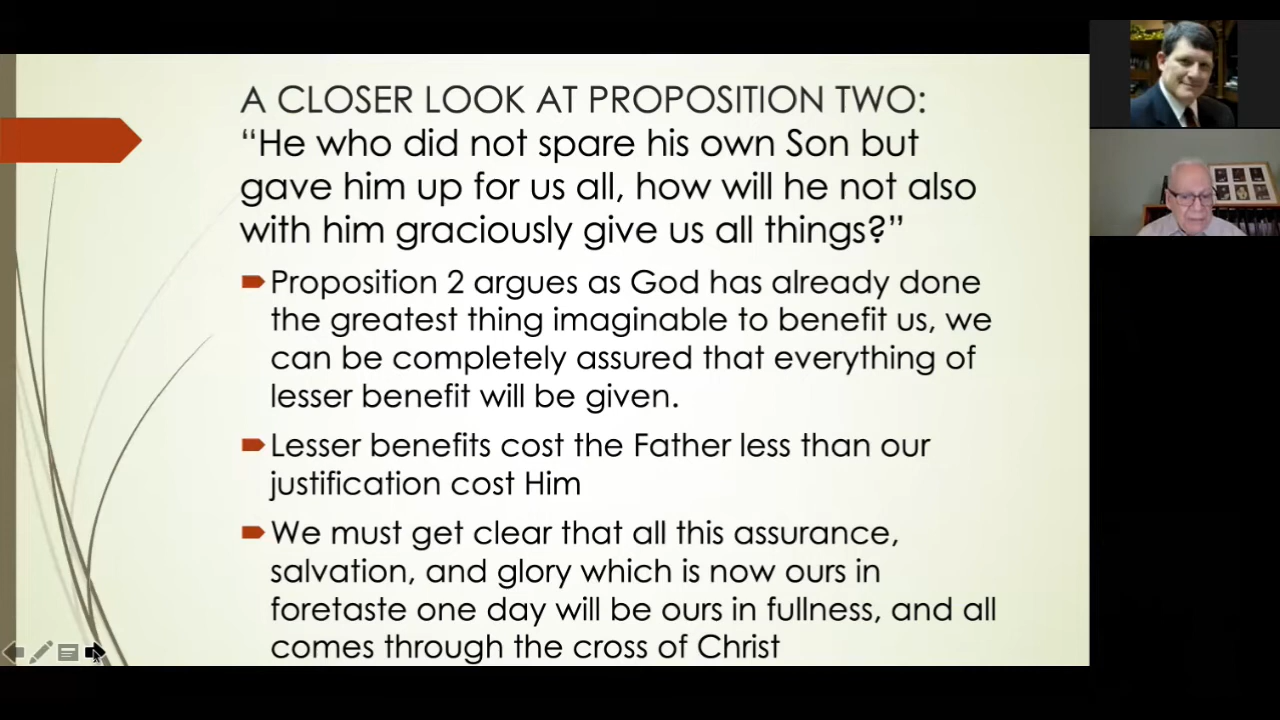 A CLOSER LOOK AT PROPOSITION TWO:
“He who did not spare his own Son but
gave him up for us all, how will he not also
with him graciously give us all things?”
Proposition 2 argues as God has already done
the greatest thing imaginable to benefit us, we
can be completely assured that everything of
lesser benefit will be given.
Lesser benefits cost the Father less than our
justification cost Him
We must get clear that all this assurance,
salvation, and glory which is now ours in
foretaste one day will be ours in fullness, and all
comes through the cross of Christ